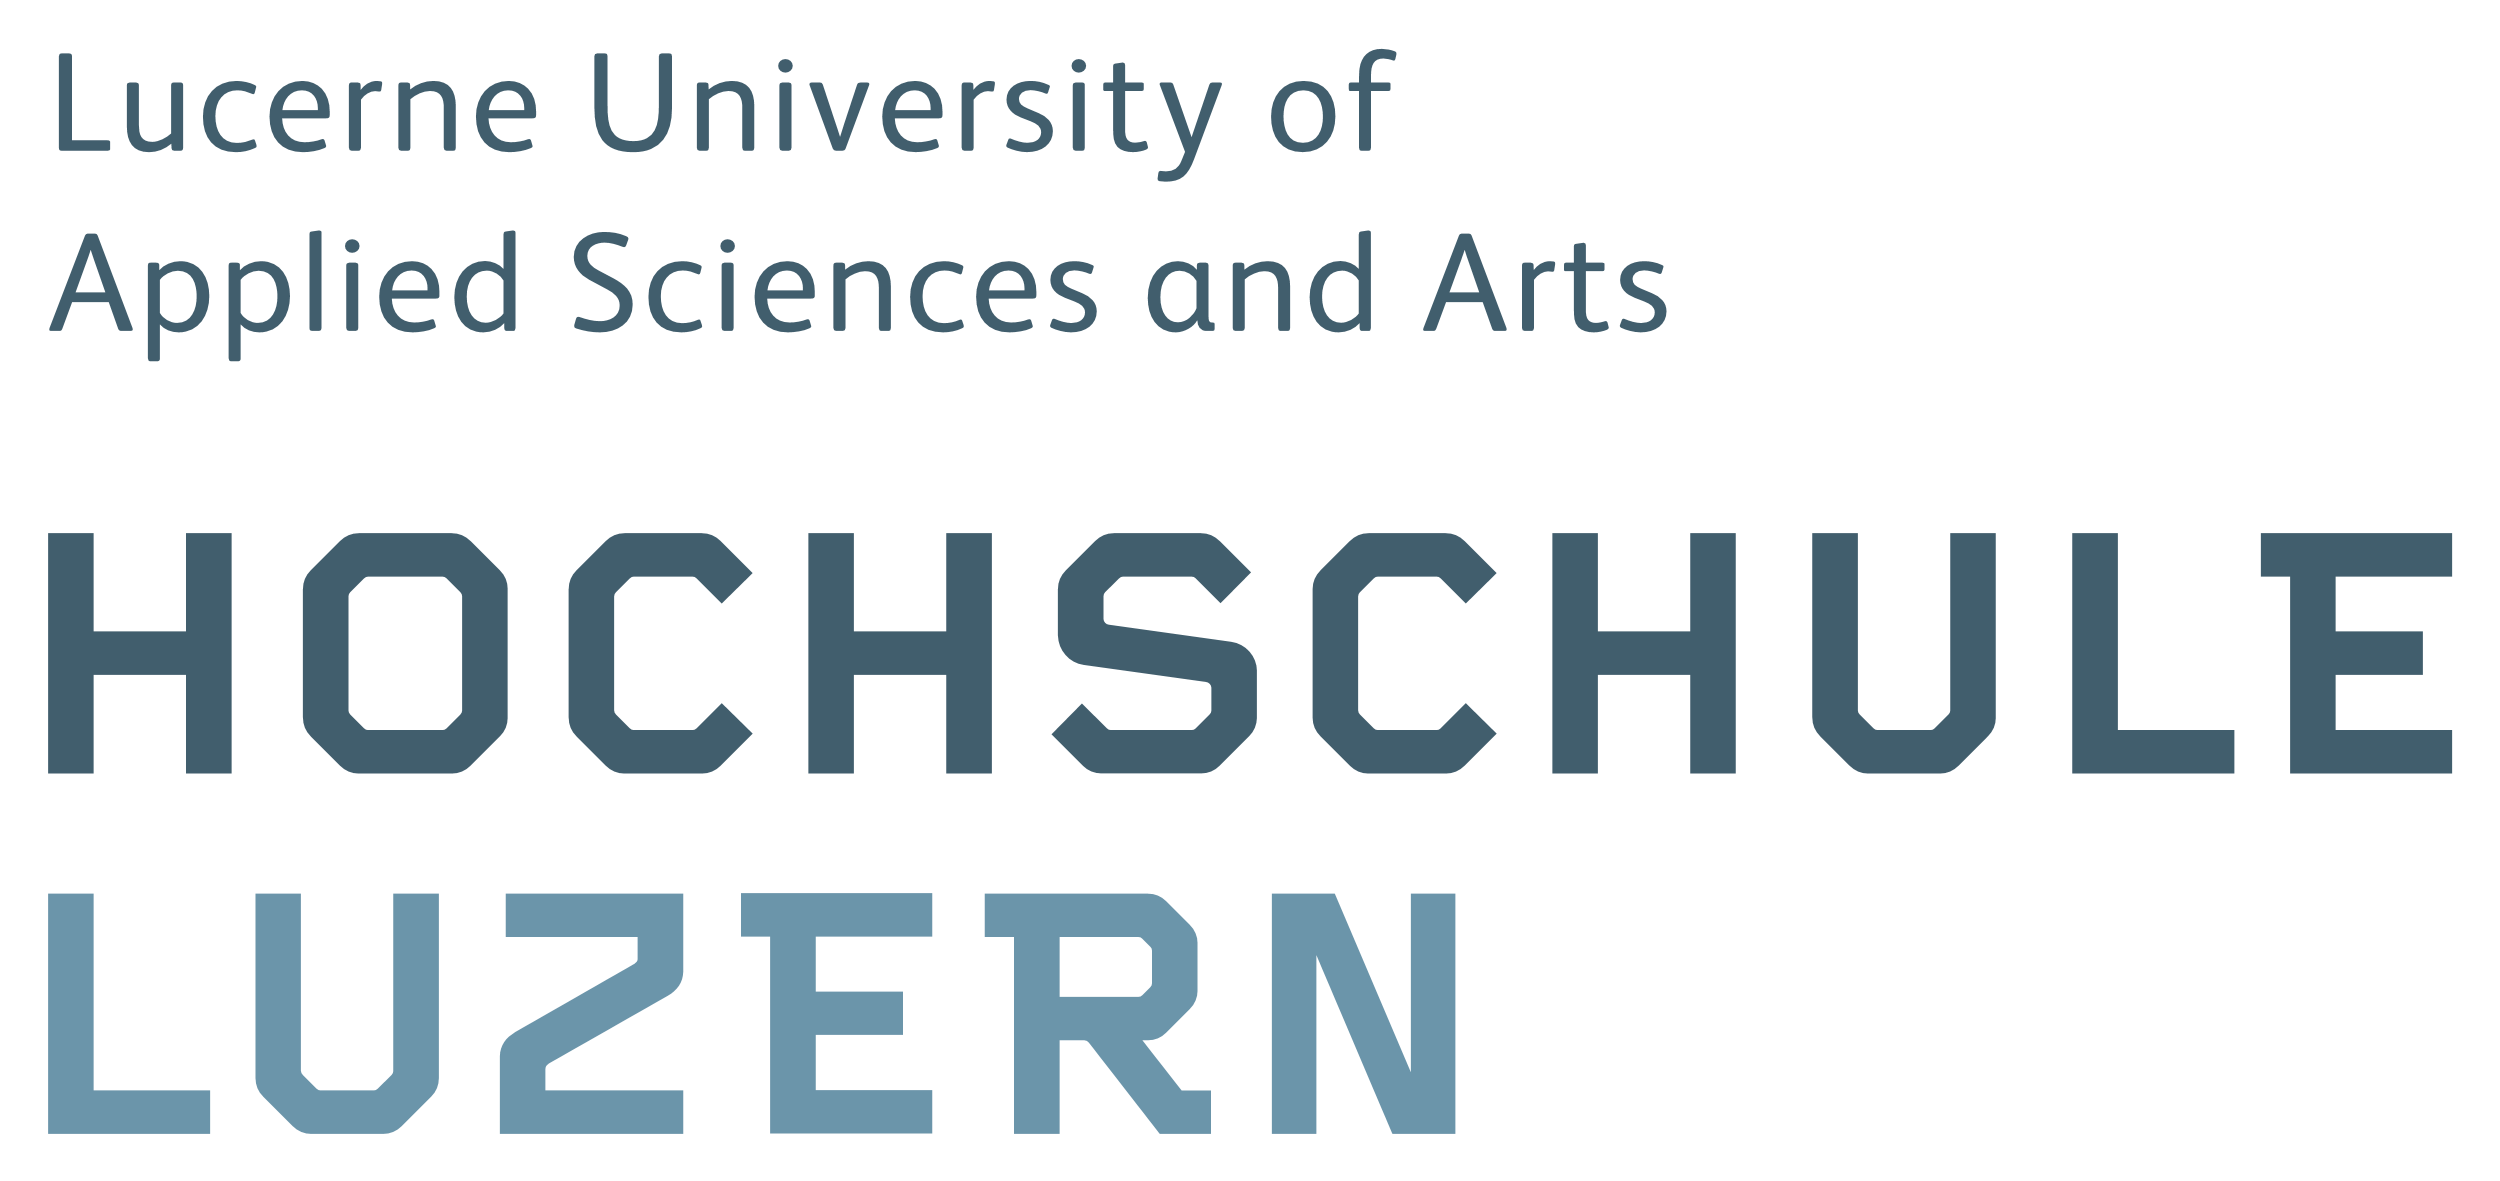 Lucerne University of
Applied Sciences and Arts
HOCHSCHULE
LUZERN